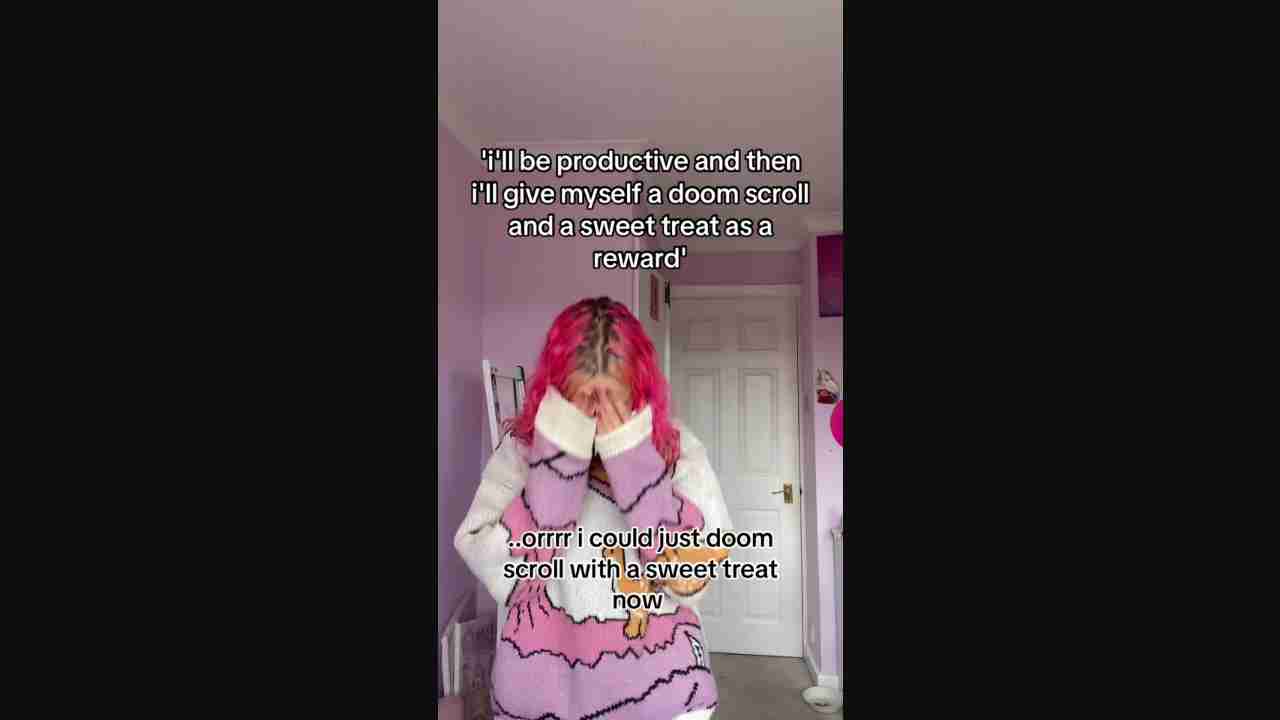 'i'll be productive and then
i'll give myself a doom scroll
and a sweet treat as a
reward'
..orrrr i could just doom
scroll with a sweet treat
now